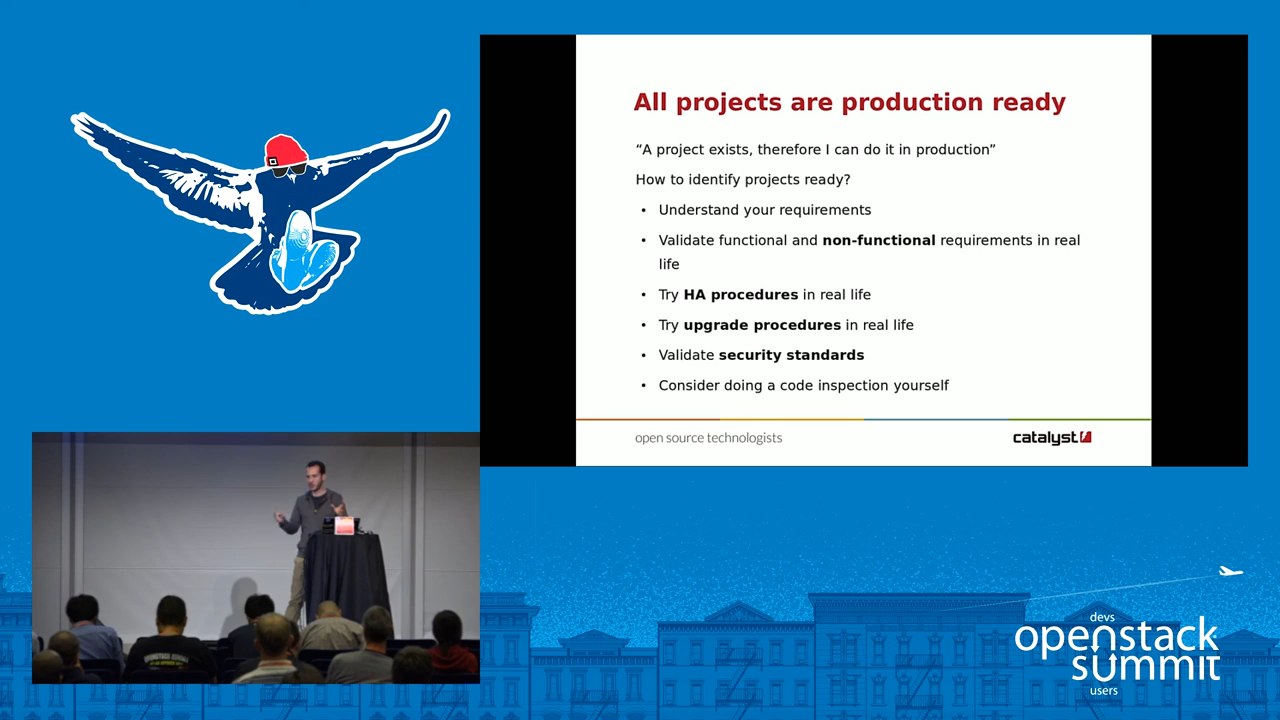 All projects are production ready
“A project exists, therefore I can do it in production”
How to identify projects ready?
• Understand your requirements
• Validate functional and non-functional requirements in real
life
• Try HA procedures in real life
• Try upgrade procedures in real life
• Validate security standards
• Consider doing a code inspection yourself
open source technologists
catalyst
devs
openstack
summit
users